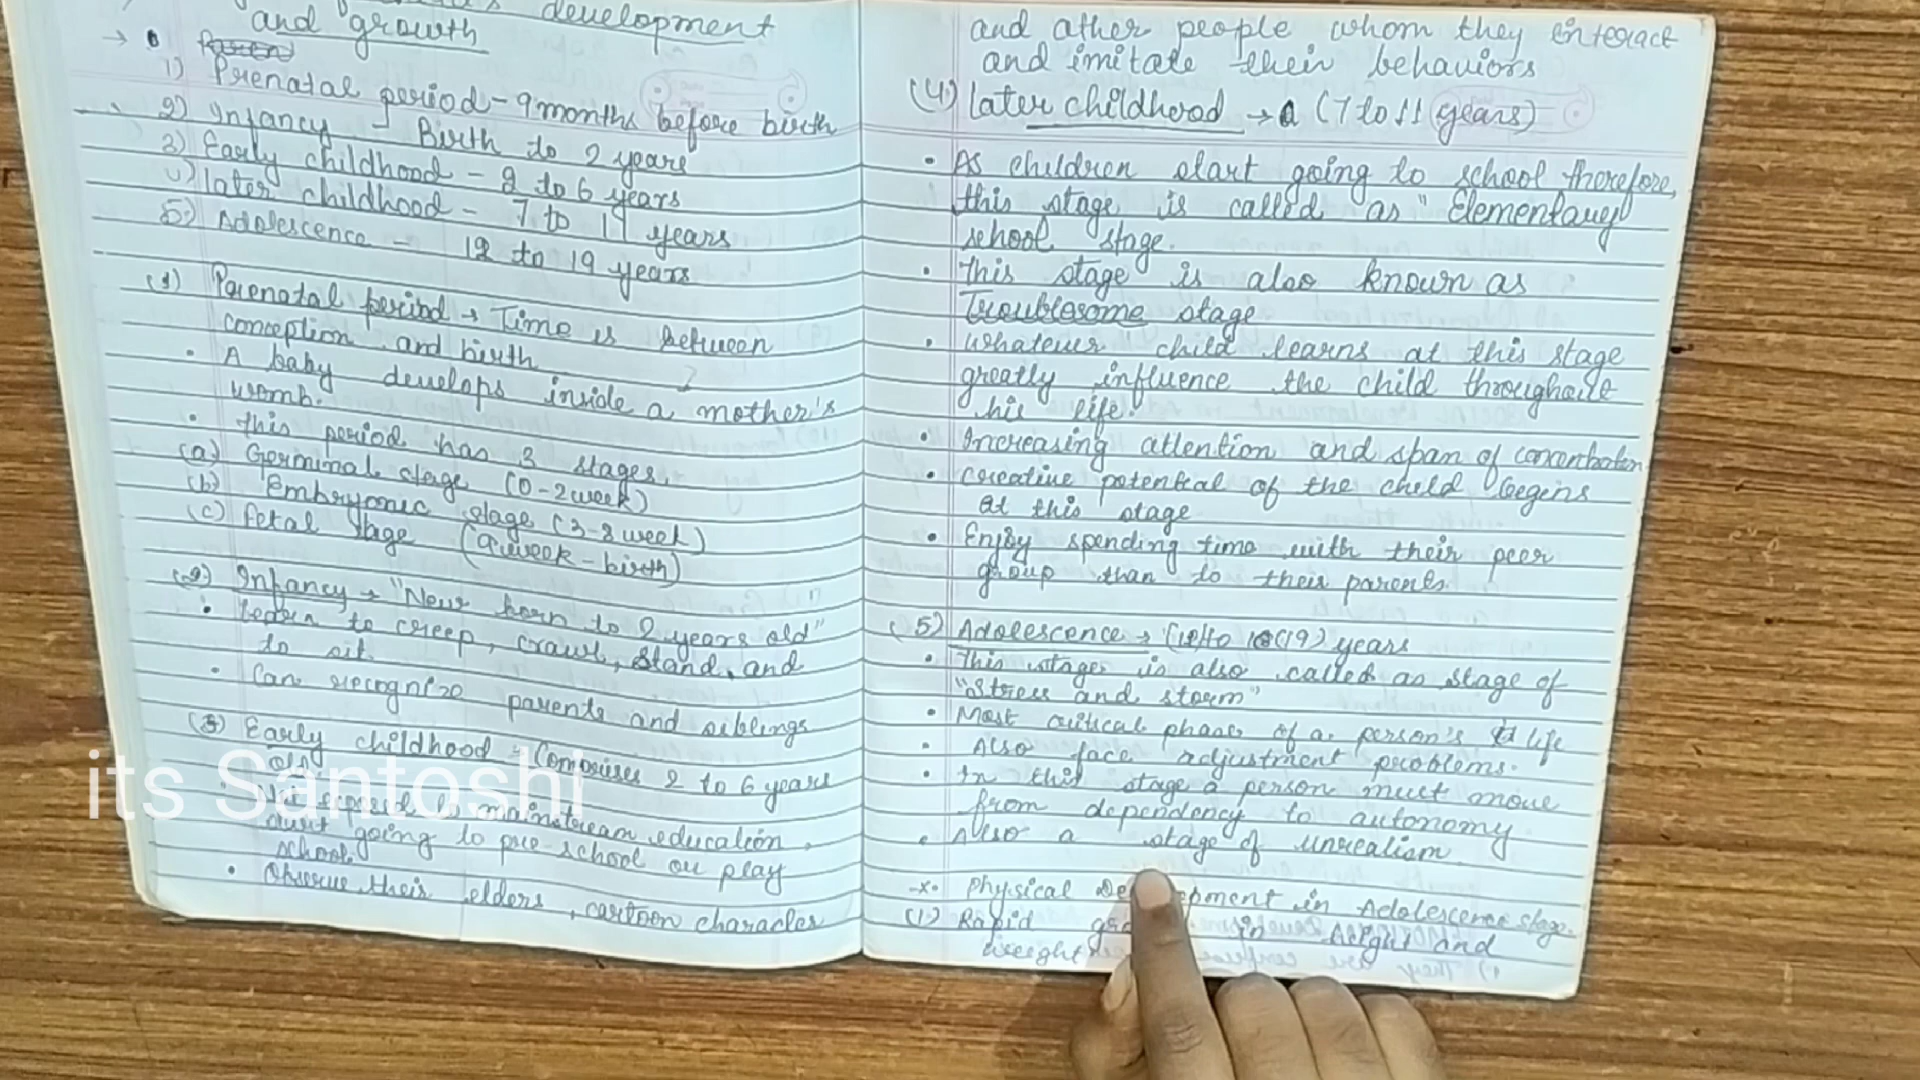 development
and growth
1) Prenatal period - 9 months before birth
2) Infancy - Birth to 2 years
3) Early childhood - 2 to 6 years
4) later childhood - 7 to 11 years
5) Adolescence - 12 to 19 years
(1) Prenatal period → Time is between
conception and birth
• A baby develops inside a mother's
womb.
• this period has 3 stages.
(a) Germinal stage (0-2 week)
(b) Embryonic stage (3-8 week)
(c) fetal stage (9 week - birth)
(2) Infancy → "New born to 2 years old"
• learn to creep, crawl, stand, and
to sit.
• Can recognize parents and siblings
(3) Early childhood → Comprises 2 to 6 years
old
to mainstream education.
start going to pre-school or play
school
• Observe their elders, cartoon character
its Santoshi
and other people whom they interact
and imitate their behaviors
(4) later childhood → (7 to 11 years)
• As children start going to school therefore,
this stage is called as "Elementary
school stage.
• This stage is also known as
Troublesome stage
• whatever child learns at this stage
greatly influence the child throughout
his life.
• Increasing attention and span of concentration
• creative potential of the child begins
at this stage
• Enjoy spending time with their peer
group than to their parents.
(5) Adolescence → (12) to (19) years
• This stage is also called as stage of
"stress and storm"
• Most critical phase of a person's life
• Also face adjustment problems.
• In this stage a person must move
from dependency to autonomy
• Also a stage of unrealism
-x- Physical in Adolescence stage.
(1) Rapid in height and
weight